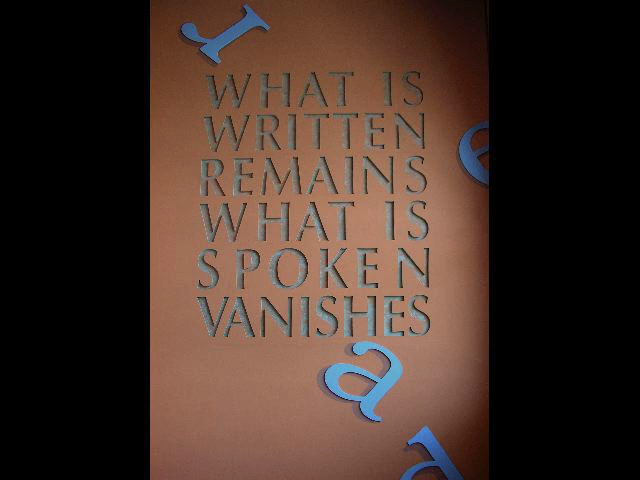 r
WHAT IS
WRITTEN
e
REMAINS
WHAT IS
SPOKEN
VANISHES
a
d